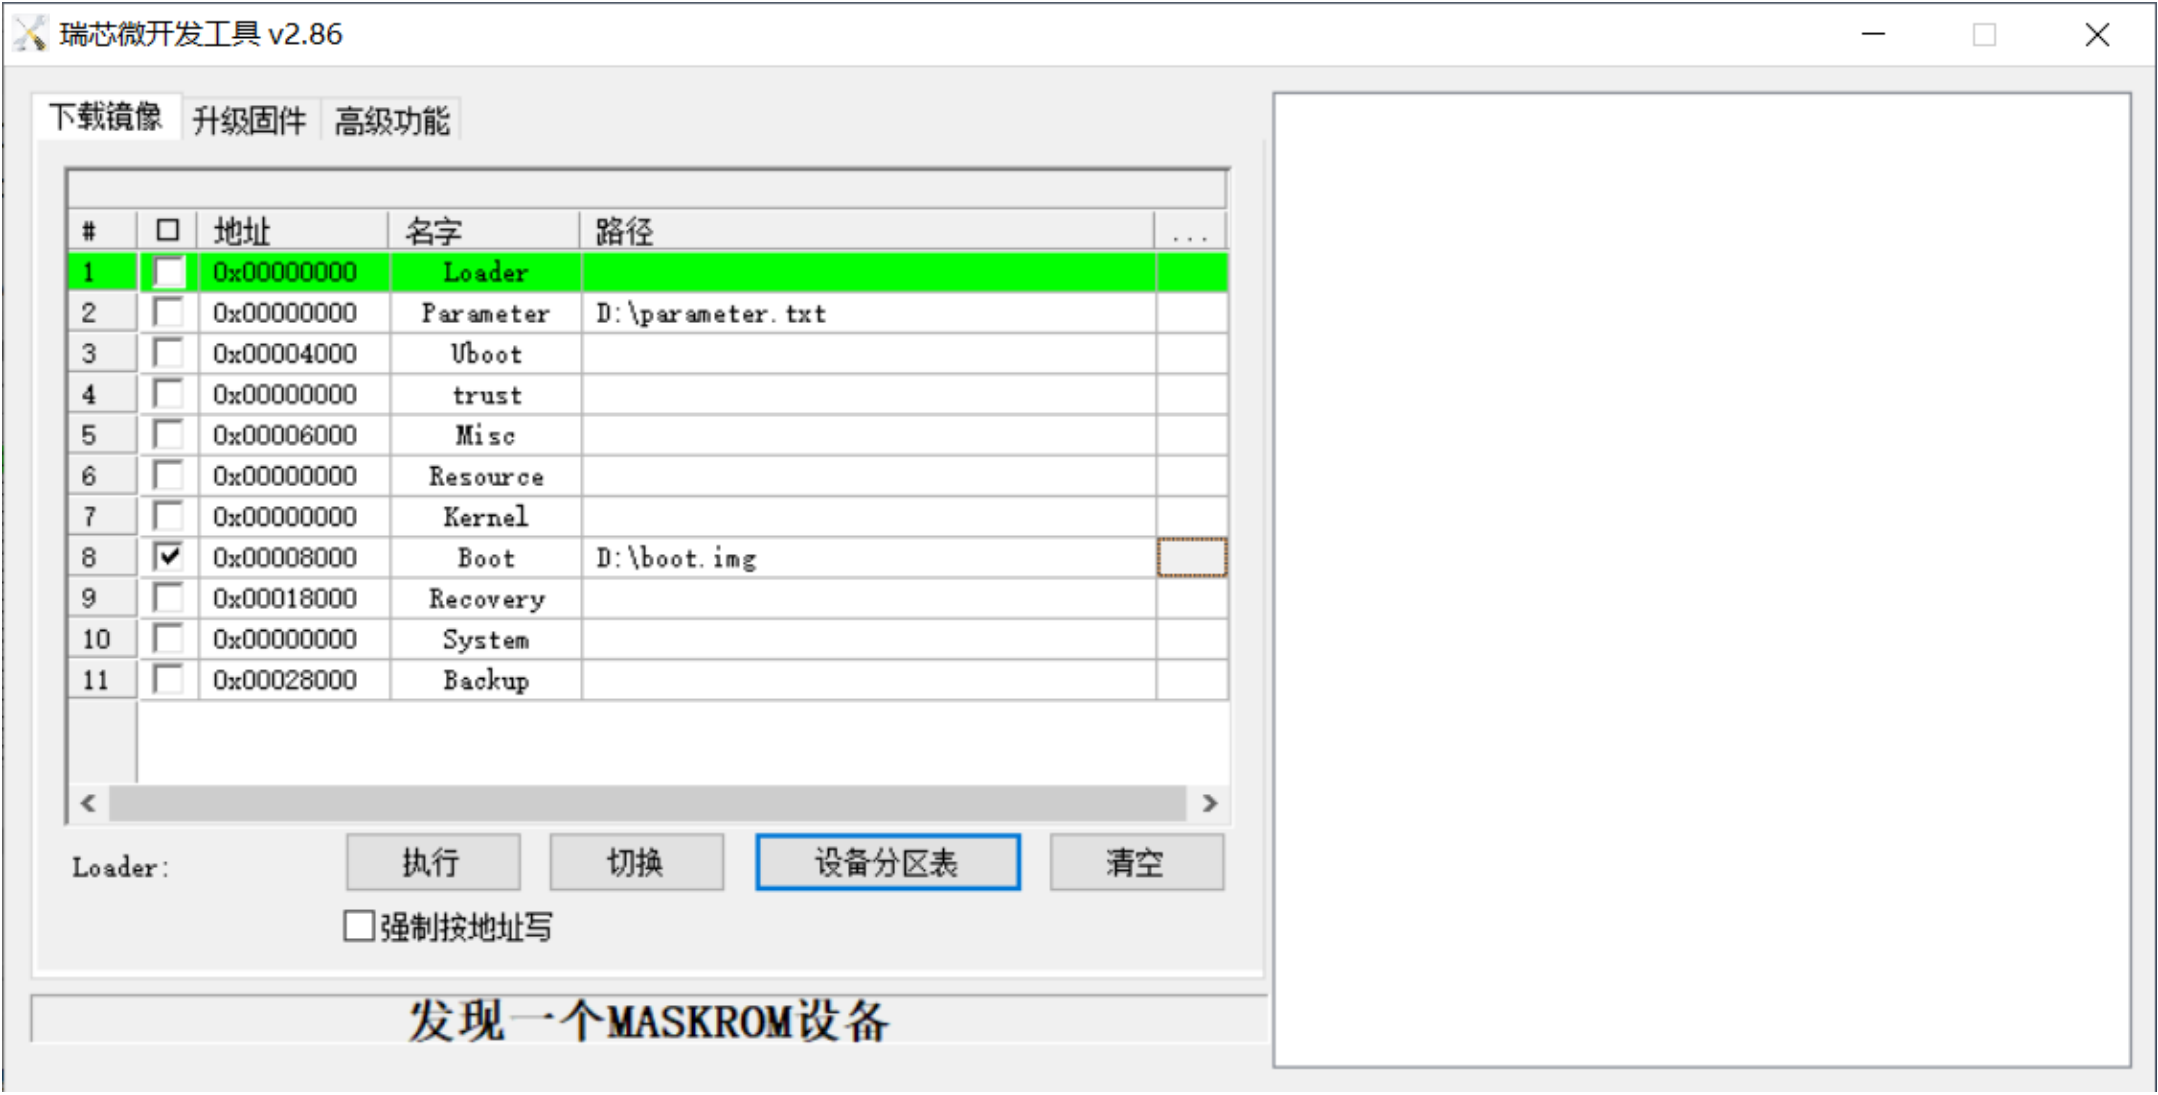 瑞芯微开发工具 v2.86
下载镜像 升级固件 高级功能
# 地址 名字 路径 ...
1 0x00000000 Loader
2 0x00000000 Parameter D:\parameter.txt
3 0x00004000 Uboot
4 0x00000000 trust
5 0x00006000 Misc
6 0x00000000 Resource
7 0x00000000 Kernel
8 0x00008000 Boot D:\boot.img
9 0x00018000 Recovery
10 0x00000000 System
11 0x00028000 Backup
Loader: 执行 切换 设备分区表 清空
强制按地址写
发现一个MASKROM设备